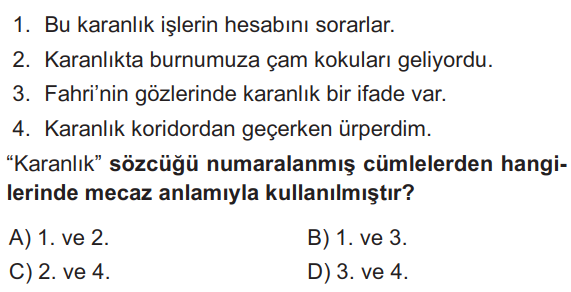 1. Bu karanlık işlerin hesabını sorarlar.
2. Karanlıkta burnumuza çam kokuları geliyordu.
3. Fahri’nin gözlerinde karanlık bir ifade var.
4. Karanlık koridordan geçerken ürperdim.
“Karanlık” sözcüğü numaralanmış cümlelerden hangi-
lerinde mecaz anlamıyla kullanılmıştır?
A) 1. ve 2. B) 1. ve 3.
C) 2. ve 4. D) 3. ve 4.